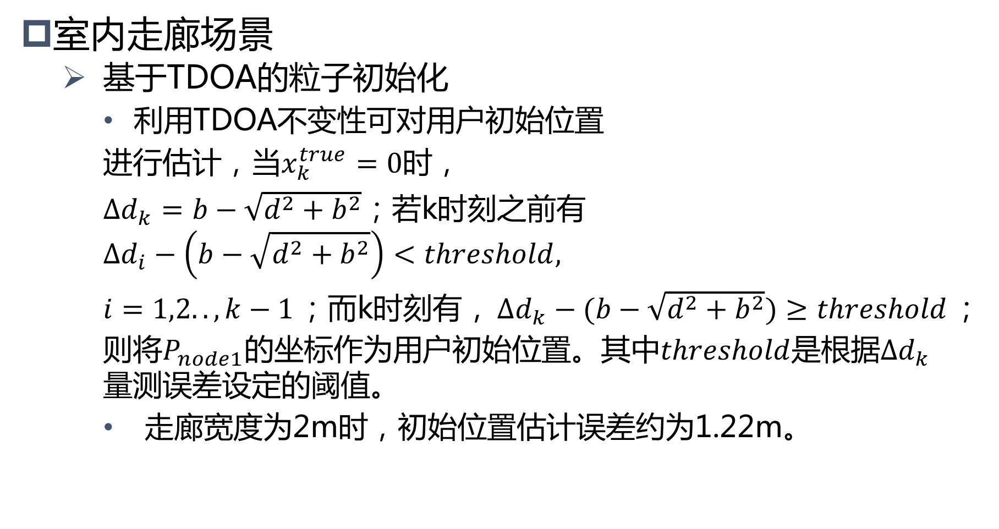 室内走廊场景
基于TDOA的粒子初始化
• 利用TDOA不变性可对用户初始位置
进行估计，当$x_k^{true} = 0$时，
$\Delta d_k = b - \sqrt{d^2 + b^2}$；若k时刻之前有
$\Delta d_i - \left(b - \sqrt{d^2 + b^2}\right) < threshold,$
$i = 1,2..,k-1$；而k时刻有，$\Delta d_k - (b - \sqrt{d^2 + b^2}) \geq threshold$；
则将$P_{node1}$的坐标作为用户初始位置。其中$threshold$是根据$\Delta d_k$
量测误差设定的阈值。
• 走廊宽度为2m时，初始位置估计误差约为1.22m。